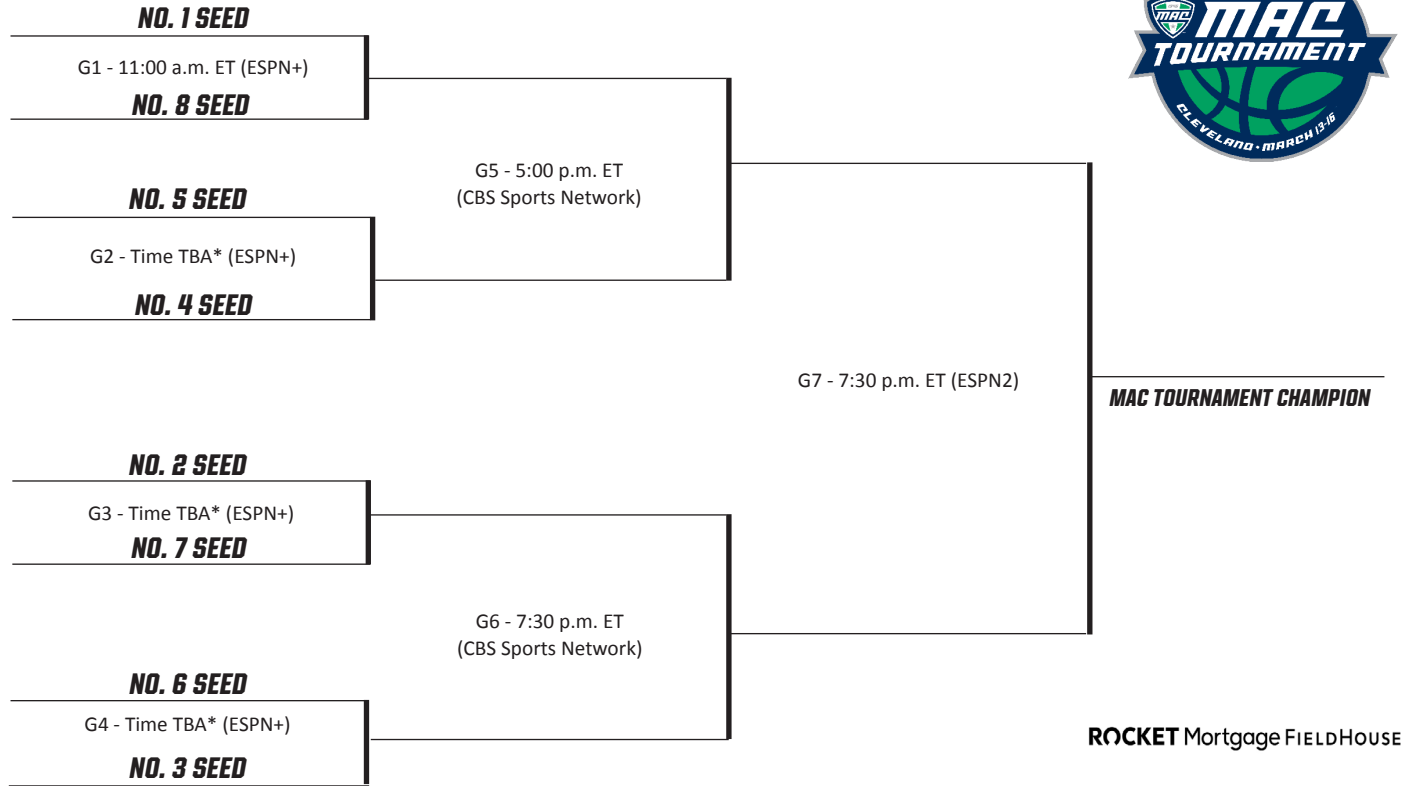 NO. 1 SEED
G1 - 11:00 a.m. ET (ESPN+)
NO. 8 SEED
NO. 5 SEED
G2 - Time TBA* (ESPN+)
NO. 4 SEED
G5 - 5:00 p.m. ET
(CBS Sports Network)
NO. 2 SEED
G3 - Time TBA* (ESPN+)
NO. 7 SEED
NO. 6 SEED
G4 - Time TBA* (ESPN+)
NO. 3 SEED
G6 - 7:30 p.m. ET
(CBS Sports Network)
G7 - 7:30 p.m. ET (ESPN2)
MAC TOURNAMENT CHAMPION
MAC
MAC
TOURNAMENT
CLEVELAND • MARCH 13-16
ROCKET Mortgage FIELDHOUSE